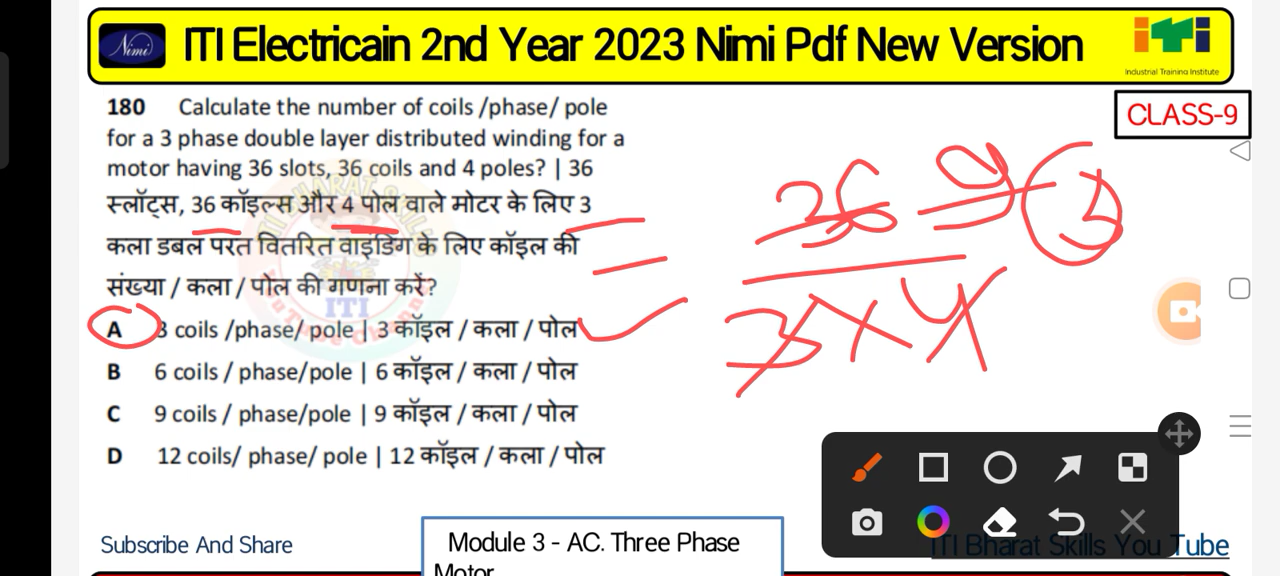 Nimi ITI Electricain 2nd Year 2023 Nimi Pdf New Version
iTi
Industrial Training Institute
CLASS-9
180 Calculate the number of coils /phase/ pole
for a 3 phase double layer distributed winding for a
motor having 36 slots, 36 coils and 4 poles? | 36
स्लॉट्स, 36 कॉइल्स और 4 पोल वाले मोटर के लिए 3
कला डबल परत वितरित वाइंडिंग के लिए कॉइल की
संख्या / कला / पोल की गणना करें?
A 3 coils /phase/ pole | 3 कॉइल / कला / पोल
B 6 coils / phase/pole | 6 कॉइल / कला / पोल
C 9 coils / phase/pole | 9 कॉइल / कला / पोल
D 12 coils/ phase/ pole | 12 कॉइल / कला / पोल
= 36 9 3
3 x 4
ITI
Subscribe And Share
Module 3 - AC. Three Phase
Motor
ITI Bharat Skills You Tube